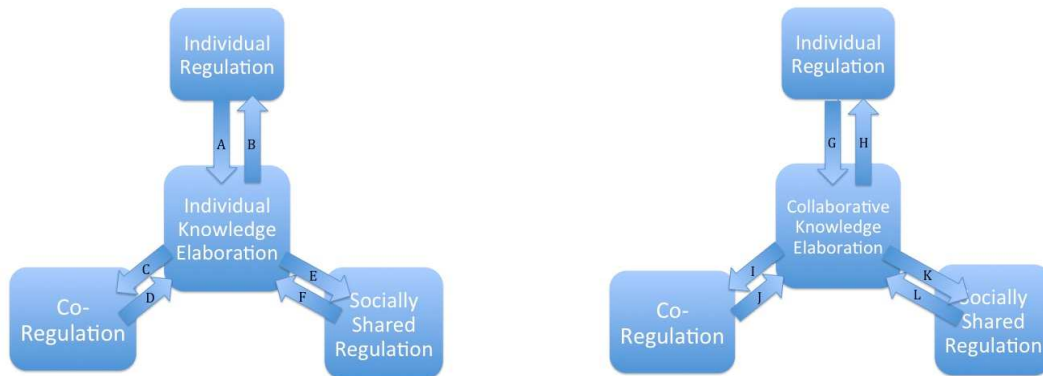 Individual
Regulation
A
B
Individual
Knowledge
Elaboration
C
D
E
F
Co-
Regulation
Socially
Shared
Regulation
Individual
Regulation
G
H
Collaborative
Knowledge
Elaboration
I
J
K
L
Co-
Regulation
Socially
Shared
Regulation